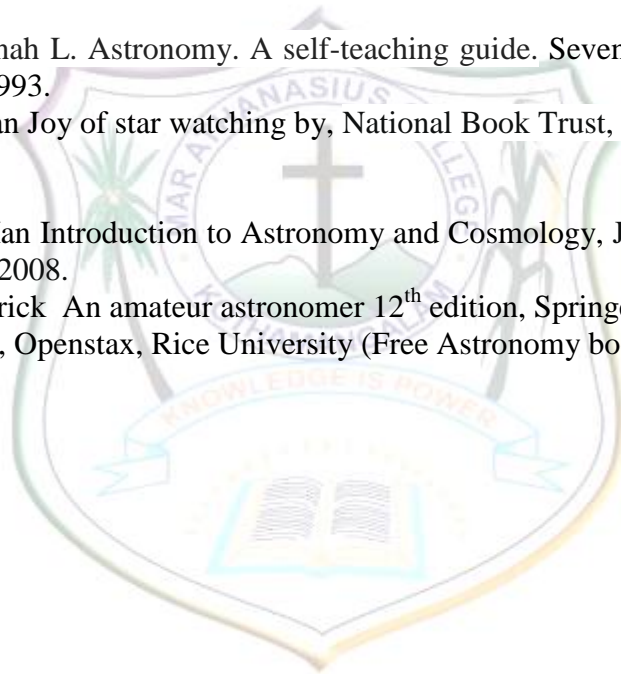 nah L. Astronomy. A self-teaching guide. Seven
993.
an Joy of star watching by, National Book Trust,
Ian Introduction to Astronomy and Cosmology, J
2008.
rick An amateur astronomer 12th edition, Spring
, Openstax, Rice University (Free Astronomy bo
MAR ATHANASIUS COLLEGE
KOTHAMANGALAM
KNOWLEDGE IS POWER